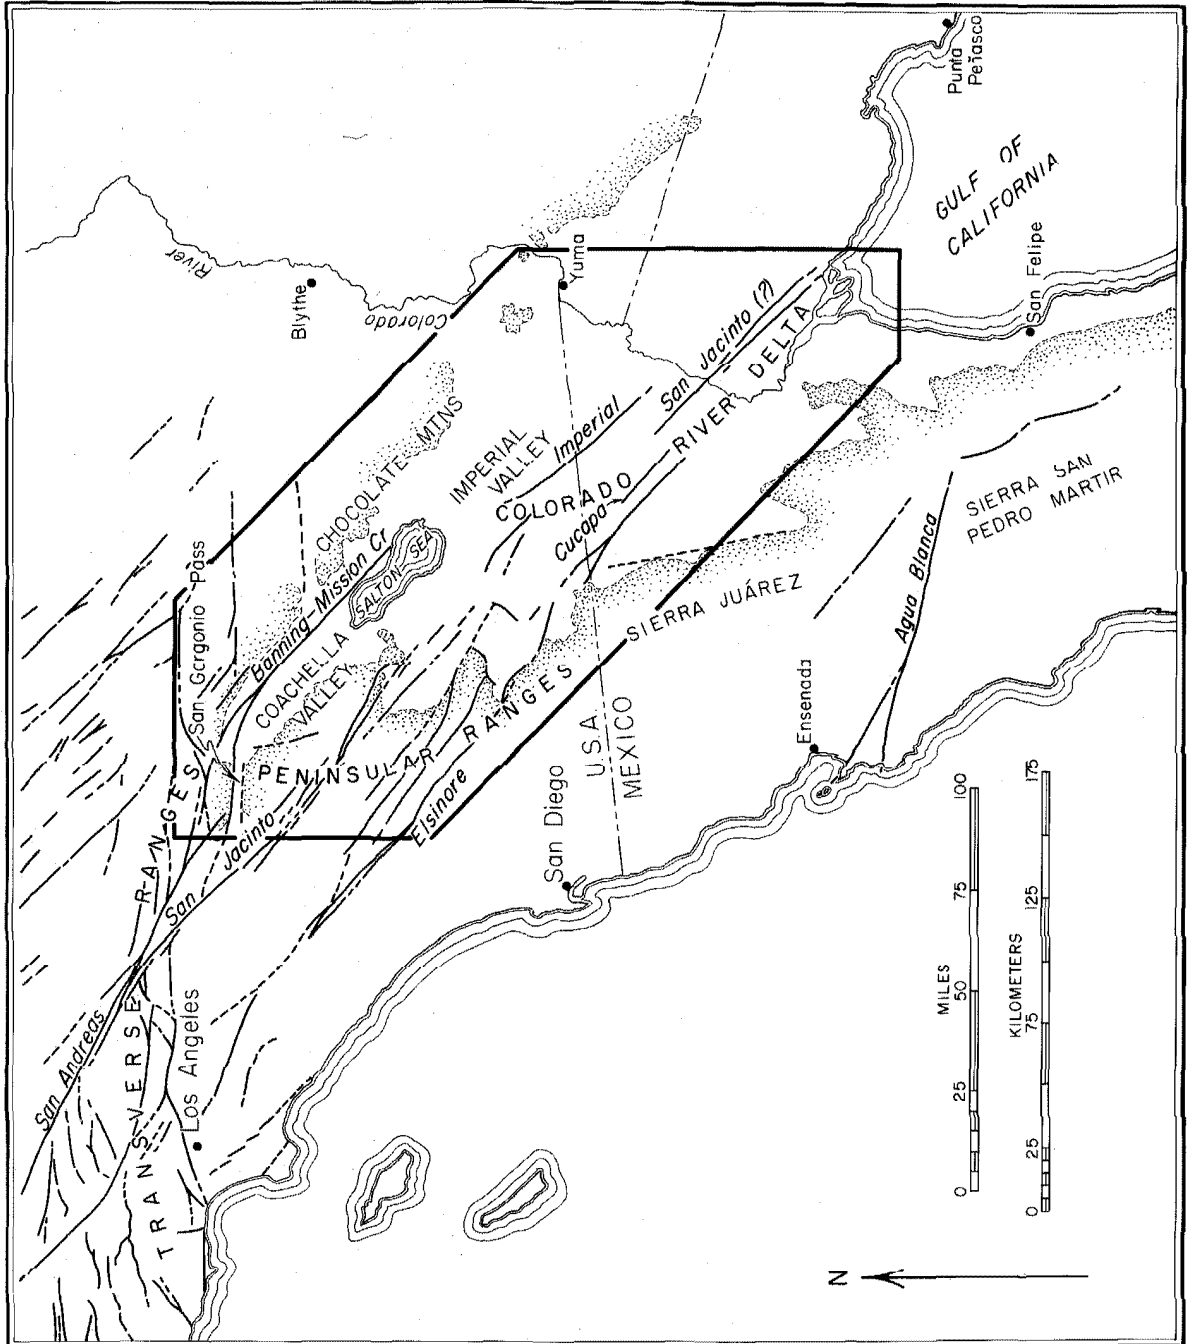 San Andreas
TRANSVERSE RANGES
Los Angeles
San Jacinto
San Gorgonio Pass
Banning-Mission Cr
COACHELLA
VALLEY
PENINSULAR RANGES
Elsinore
CHOCOLATE MTNS
SALTON SEA
IMPERIAL
VALLEY
Imperial
COLORADO
RIVER DELTA
Cucapa
San Jacinto (?)
Blythe
Colorado
River
Yuma
San Diego
U.S.A.
MEXICO
SIERRA JUÁREZ
Ensenada
Agua Blanca
SIERRA SAN
PEDRO MARTIR
San Felipe
GULF OF
CALIFORNIA
Punta
Peñasco
N
MILES
0 25 50 75 100
KILOMETERS
0 25 75 125 175